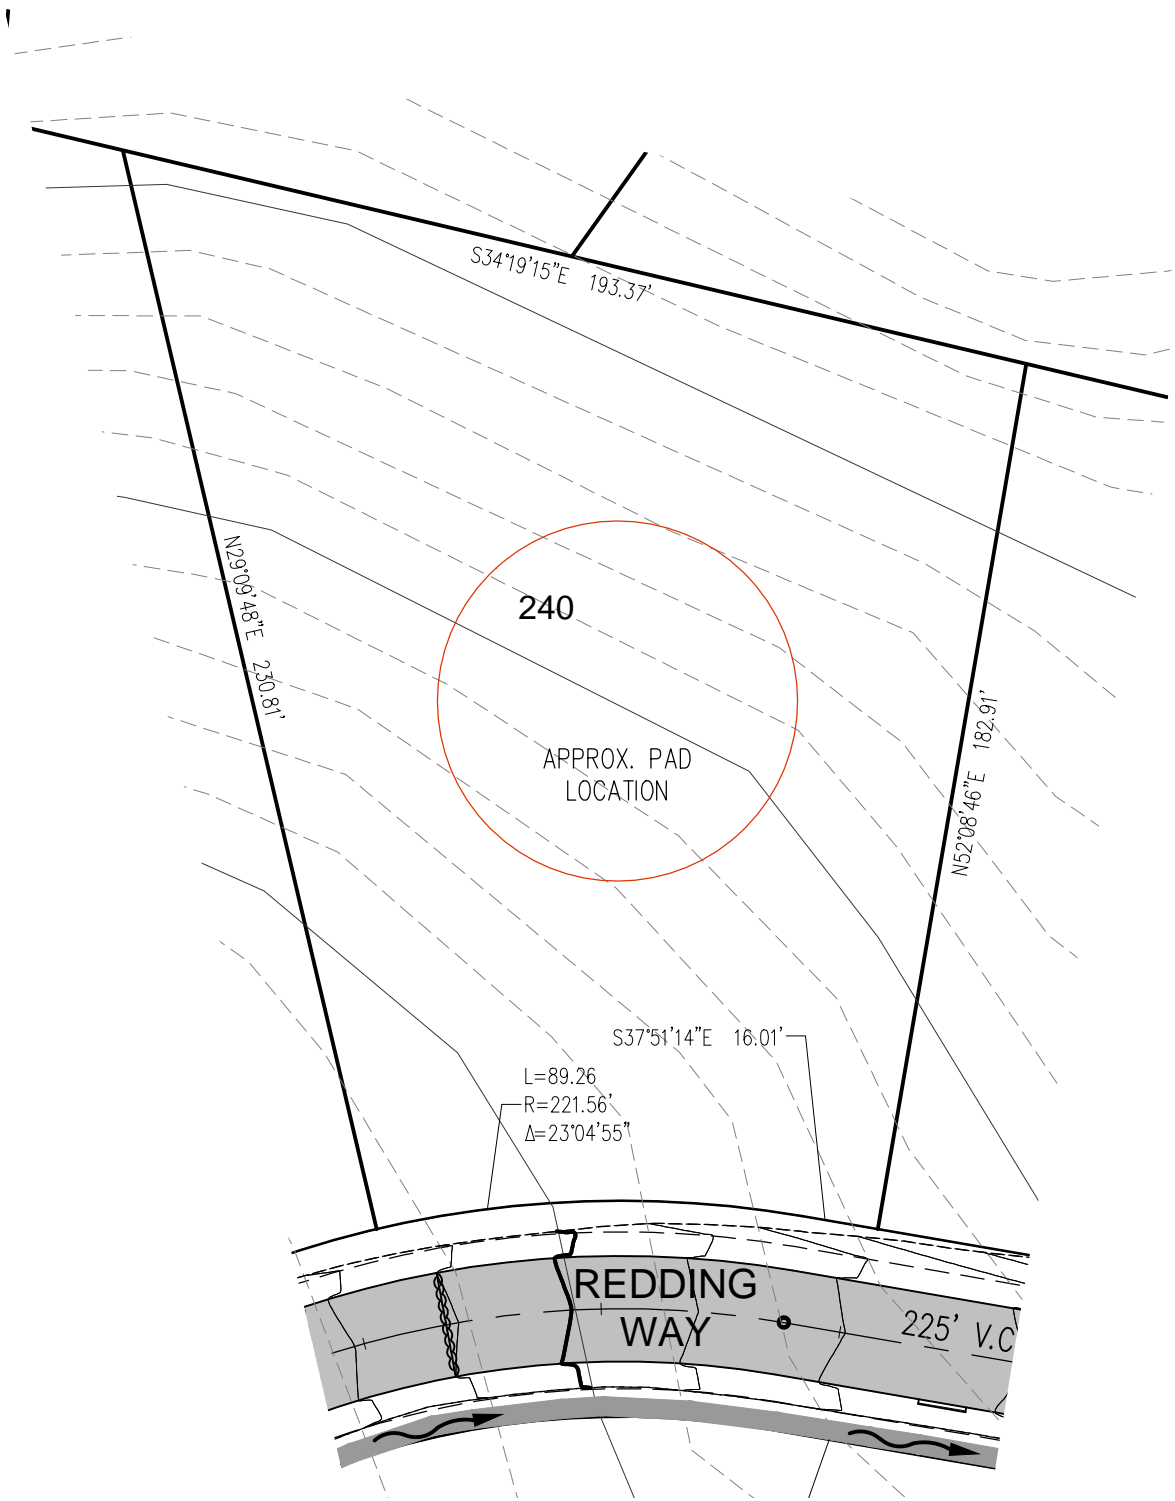 S34°19'15"E 193.37'
N29°09'48"E 230.81'
240
APPROX. PAD
LOCATION
N52°08'46"E 182.91'
S37°51'14"E 16.01'
L=89.26
R=221.56'
Δ=23°04'55"
REDDING
WAY
225' V.C